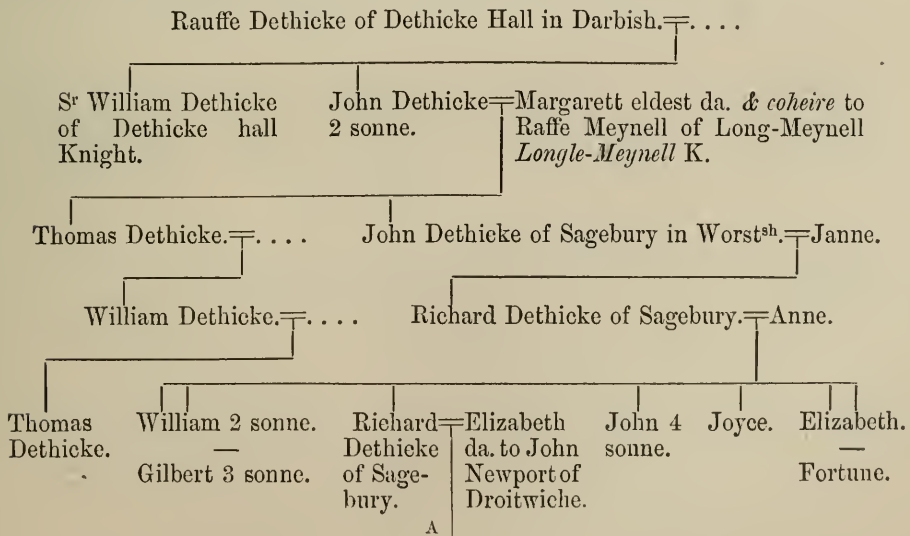 Rauffe Dethicke of Dethicke Hall in Darbish.=. . . .
Sʳ William Dethicke
of Dethicke hall
Knight.
John Dethicke=
2 sonne.
Margarett eldest da. & coheire to
Raffe Meynell of Long-Meynell
Longle-Meynell K.
Thomas Dethicke.=. . . .
John Dethicke of Sagebury in Worstˢʰ.=Janne.
William Dethicke.=. . . .
Richard Dethicke of Sagebury.=Anne.
Thomas
Dethicke.
William 2 sonne.
—
Gilbert 3 sonne.
Richard=
Dethicke
of Sage-
bury.
Elizabeth
da. to John
Newport of
Droitwiche.
John 4
sonne.
Joyce.
Elizabeth.
—
Fortune.
A